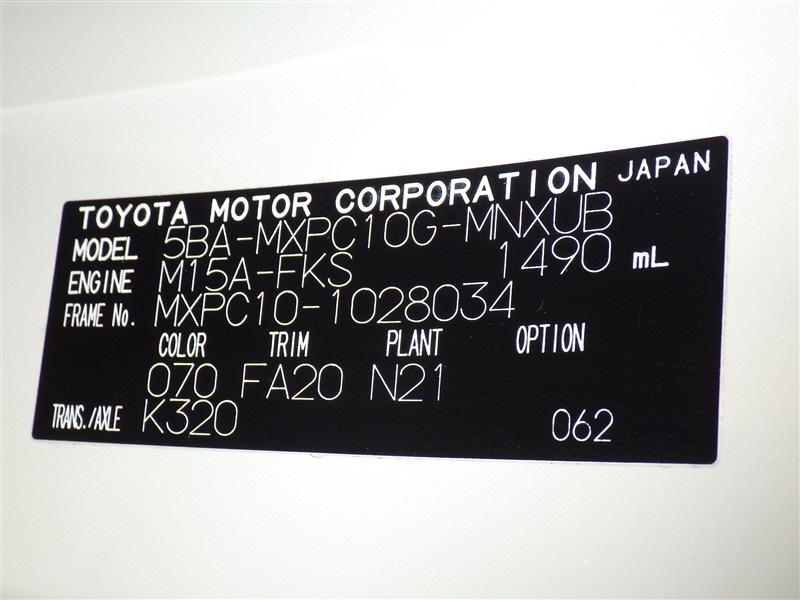 TOYOTA MOTOR CORPORATION JAPAN
MODEL 5BA-MXPC10G-MNXUB
ENGINE M15A-FKS 1490 mL
FRAME No. MXPC10-1028034
COLOR TRIM PLANT OPTION
070 FA20 N21
TRANS./AXLE K320 062